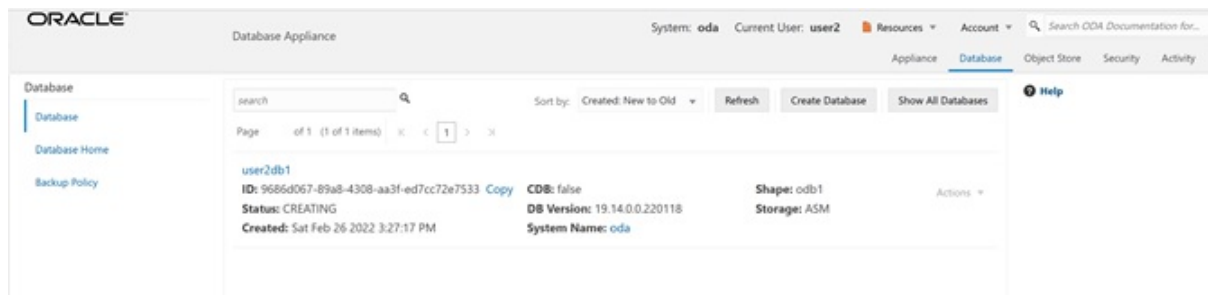 ORACLE
Database Appliance
System: oda Current User: user2 Resources Account Search ODA Documentation for...
Appliance Database Object Store Security Activity
Database
Database
Database Home
Backup Policy
search
Sort by: Created: New to Old Refresh Create Database Show All Databases
Page of 1 (1 of 1 items) 1
user2db1
ID: 9686d067-89a8-4308-aa3f-ed7cc72e7533 Copy CDB: false Shape: odb1 Actions
Status: CREATING DB Version: 19.14.0.0.220118 Storage: ASM
Created: Sat Feb 26 2022 3:27:17 PM System Name: oda
Help